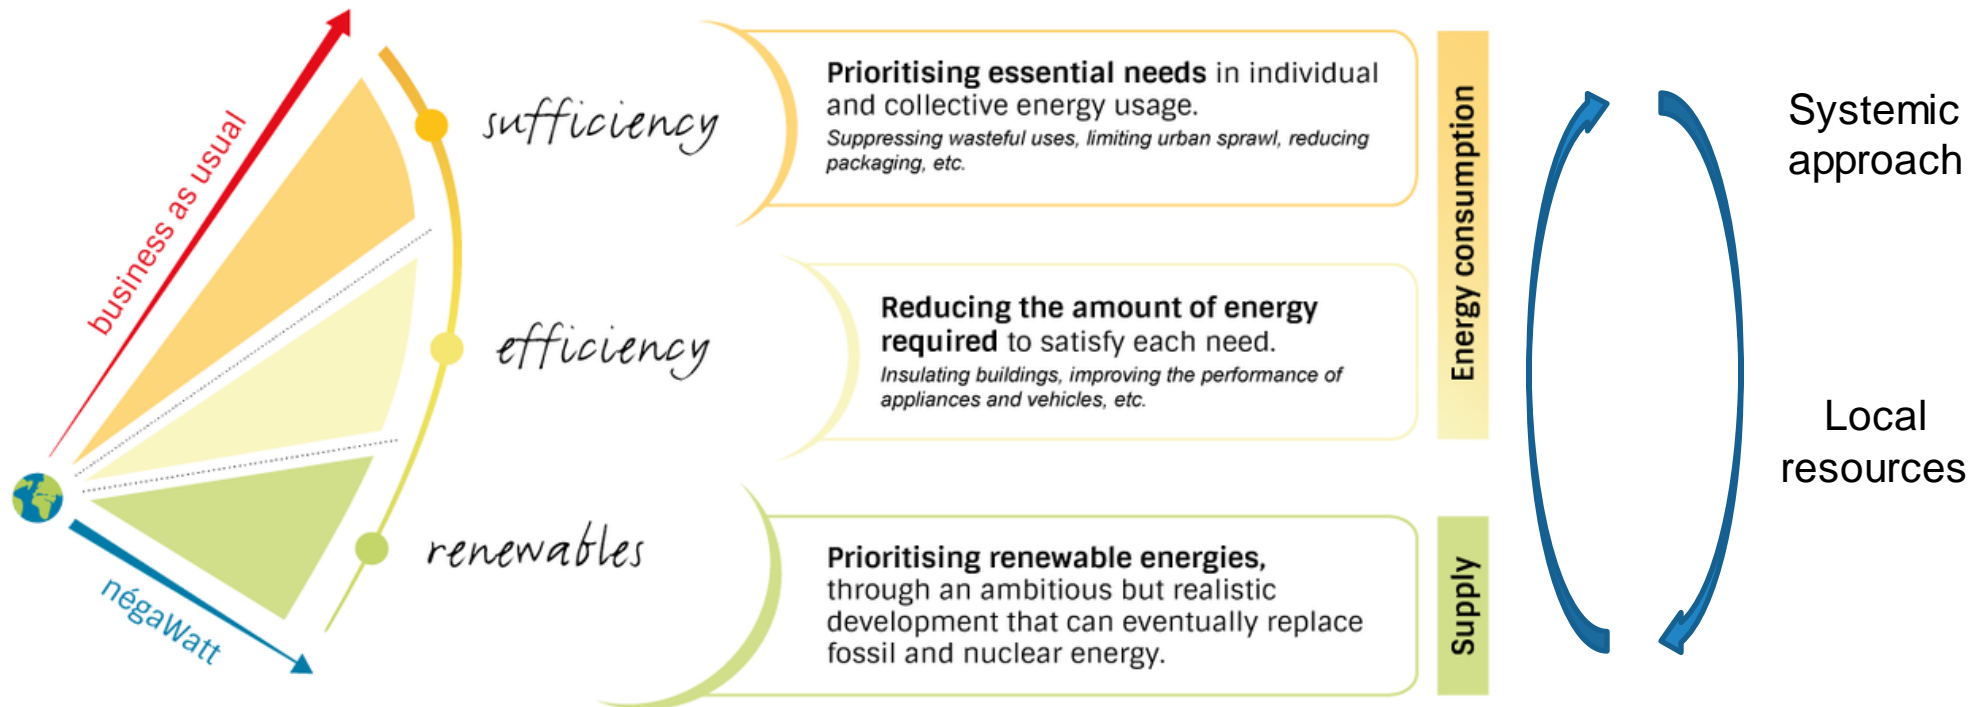 business as usual
sufficiency
Prioritising essential needs in individual
and collective energy usage.
Suppressing wasteful uses, limiting urban sprawl, reducing
packaging, etc.
efficiency
Reducing the amount of energy
required to satisfy each need.
Insulating buildings, improving the performance of
appliances and vehicles, etc.
Energy consumption
renewables
Prioritising renewable energies,
through an ambitious but realistic
development that can eventually replace
fossil and nuclear energy.
Supply
négaWatt
Systemic
approach
Local
resources